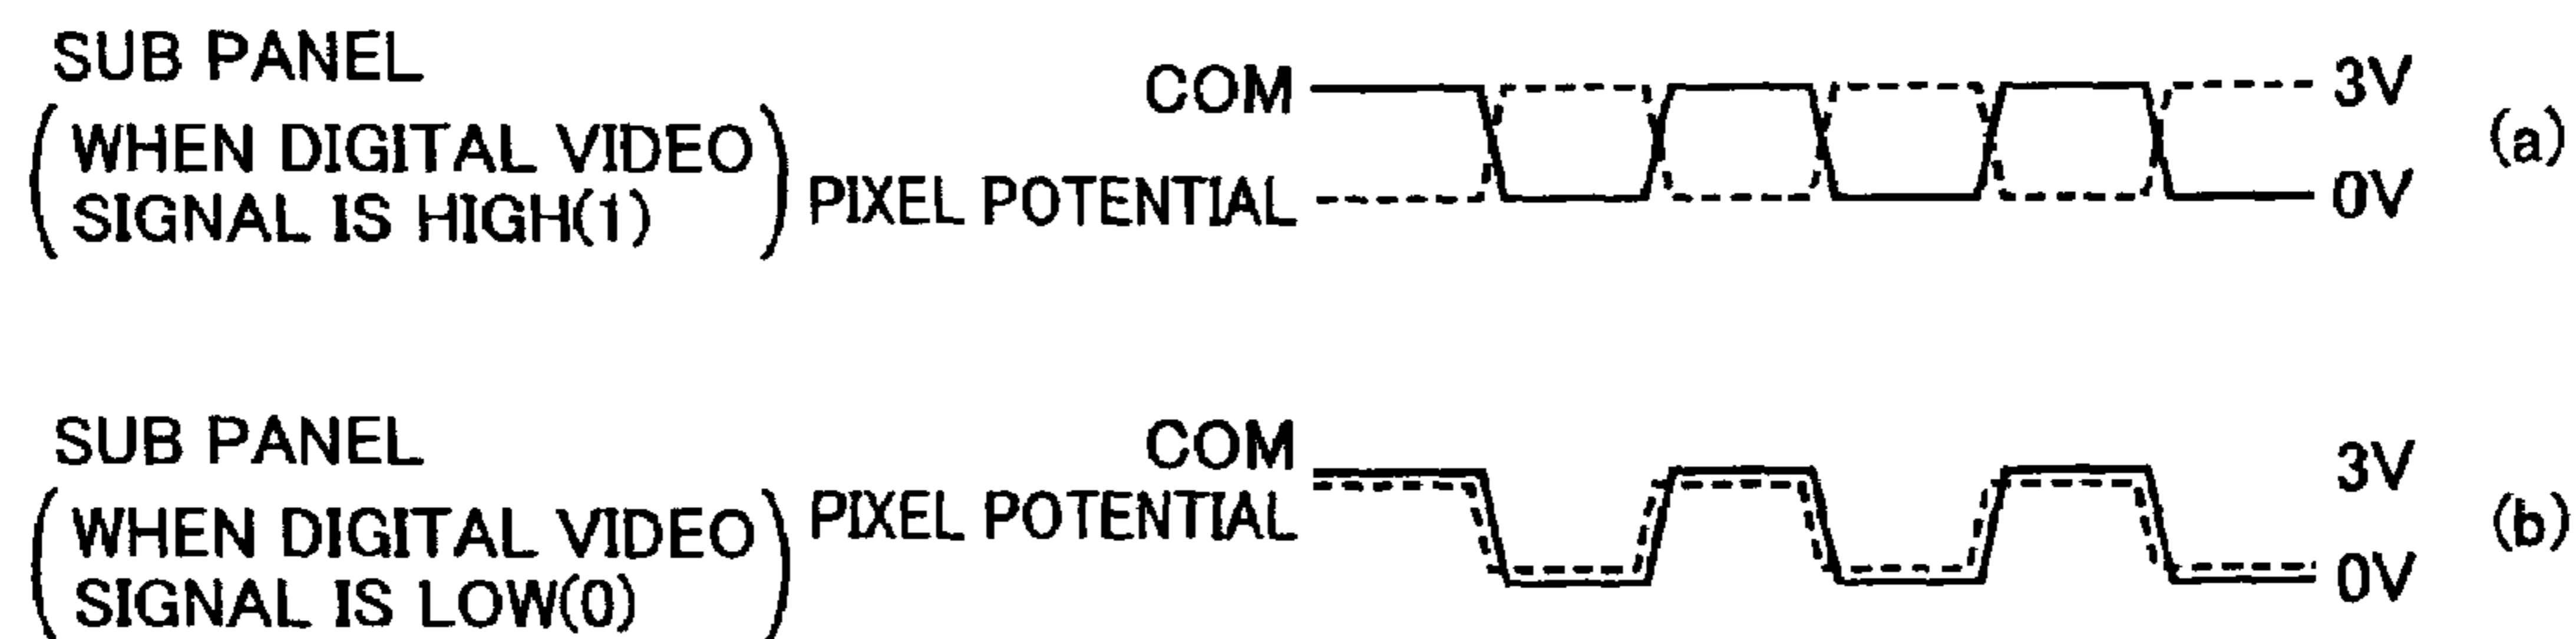 SUB PANEL
(WHEN DIGITAL VIDEO
SIGNAL IS HIGH(1))
COM
PIXEL POTENTIAL
3V
0V
(a)
SUB PANEL
(WHEN DIGITAL VIDEO
SIGNAL IS LOW(0))
COM
PIXEL POTENTIAL
3V
0V
(b)